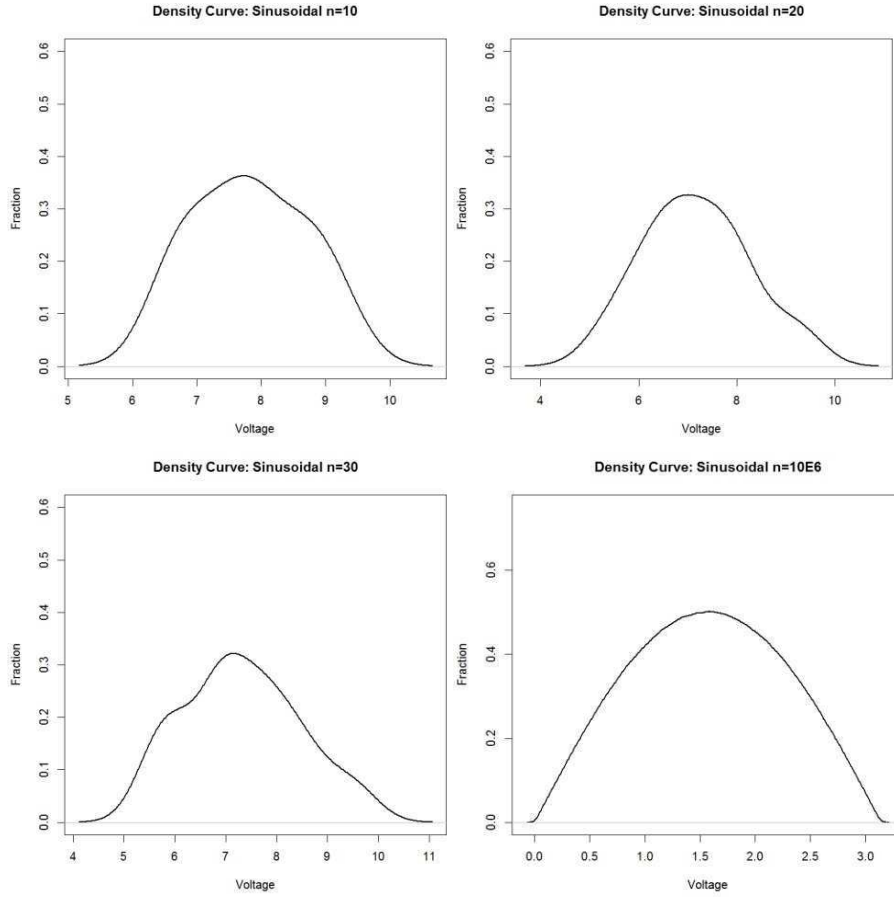 Density Curve: Sinusoidal n=10
Fraction
0.0 0.1 0.2 0.3 0.4 0.5 0.6
5 6 7 8 9 10
Voltage
Density Curve: Sinusoidal n=20
Fraction
0.0 0.1 0.2 0.3 0.4 0.5 0.6
4 6 8 10
Voltage
Density Curve: Sinusoidal n=30
Fraction
0.0 0.1 0.2 0.3 0.4 0.5 0.6
4 5 6 7 8 9 10 11
Voltage
Density Curve: Sinusoidal n=10E6
Fraction
0.0 0.2 0.4 0.6
0.0 0.5 1.0 1.5 2.0 2.5 3.0
Voltage